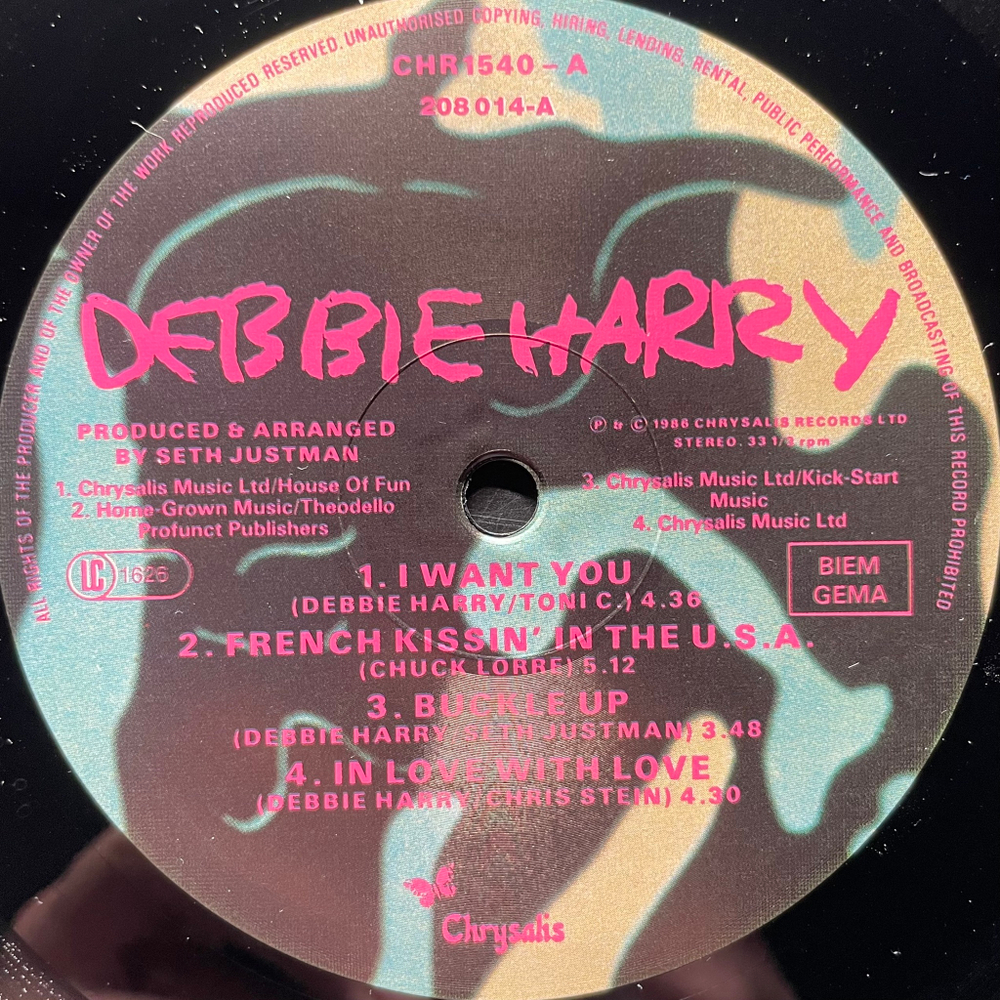 ALL RIGHTS OF THE PRODUCER AND OF THE OWNER OF THE WORK REPRODUCED RESERVED. UNAUTHORISED COPYING, HIRING, LENDING, RENTAL, PUBLIC PERFORMANCE AND BROADCASTING OF THIS RECORD PROHIBITED
CHR 1540 – A
208 014-A
DEBBIE HARRY
PRODUCED & ARRANGED
BY SETH JUSTMAN
1. Chrysalis Music Ltd/House Of Fun
2. Home-Grown Music/Theodello
Profunct Publishers
LC 1626
Ⓟ & © 1986 CHRYSALIS RECORDS LTD
STEREO. 33 1/3 rpm
3. Chrysalis Music Ltd/Kick-Start
Music
4. Chrysalis Music Ltd
BIEM
GEMA
1. I WANT YOU
(DEBBIE HARRY/TONI C.) 4.36
2. FRENCH KISSIN' IN THE U.S.A.
(CHUCK LORRE) 5.12
3. BUCKLE UP
(DEBBIE HARRY/SETH JUSTMAN) 3.48
4. IN LOVE WITH LOVE
(DEBBIE HARRY/CHRIS STEIN) 4.30
Chrysalis